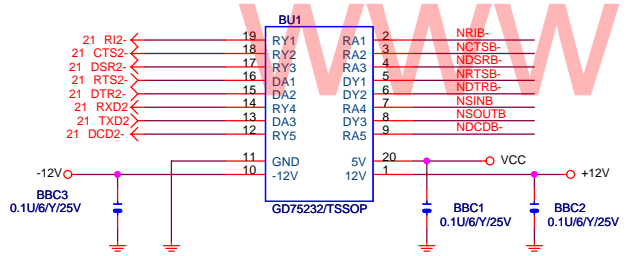 WWW
BU1
21 RI2- 19 RY1 RA1 2 NRIB-
21 CTS2- 18 RY2 RA2 3 NCTSB-
21 DSR2- 17 RY3 RA3 4 NDSRB-
21 RTS2- 16 DA1 DY1 5 NRTSB-
21 DTR2- 15 DA2 DY2 6 NDTRB-
21 RXD2 14 RY4 RA4 7 NSINB
21 TXD2 13 DA3 DY3 8 NSOUTB
21 DCD2- 12 RY5 RA5 9 NDCDB-
11 GND 5V 20 VCC
-12V 10 -12V 12V 1 +12V
BBC3
0.1U/6/Y/25V
GD75232/TSSOP
BBC1
0.1U/6/Y/25V
BBC2
0.1U/6/Y/25V